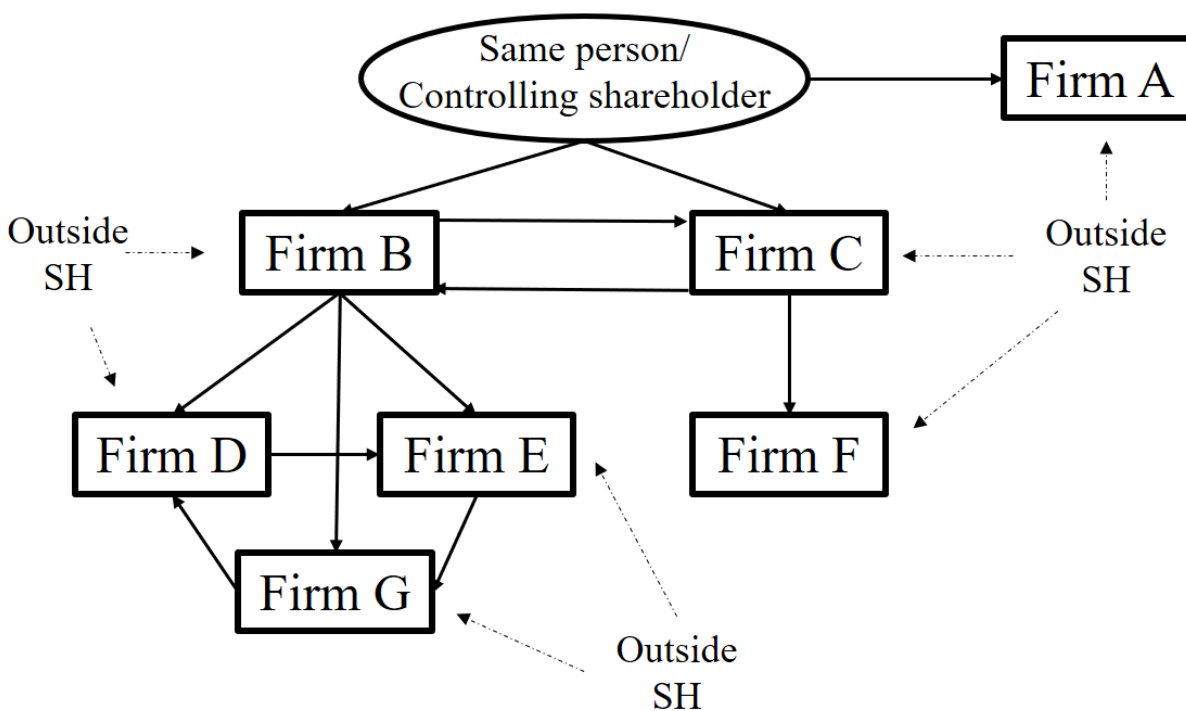 Same person/
Controlling shareholder
Firm A
Outside
SH
Firm B
Firm C
Outside
SH
Firm D
Firm E
Firm F
Firm G
Outside
SH